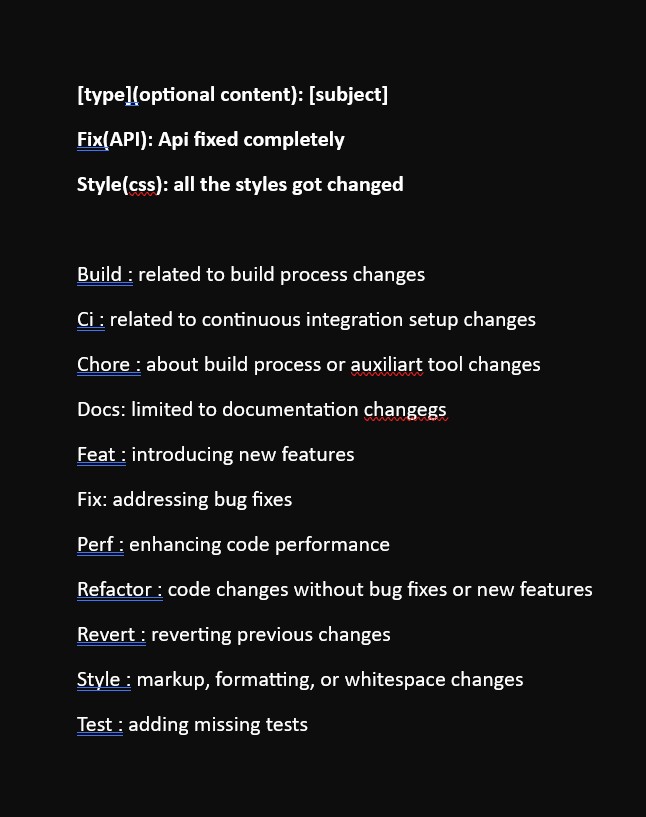 [type](optional content): [subject]
Fix(API): Api fixed completely
Style(css): all the styles got changed
Build : related to build process changes
Ci : related to continuous integration setup changes
Chore : about build process or auxiliart tool changes
Docs: limited to documentation changegs
Feat : introducing new features
Fix: addressing bug fixes
Perf : enhancing code performance
Refactor : code changes without bug fixes or new features
Revert : reverting previous changes
Style : markup, formatting, or whitespace changes
Test : adding missing tests